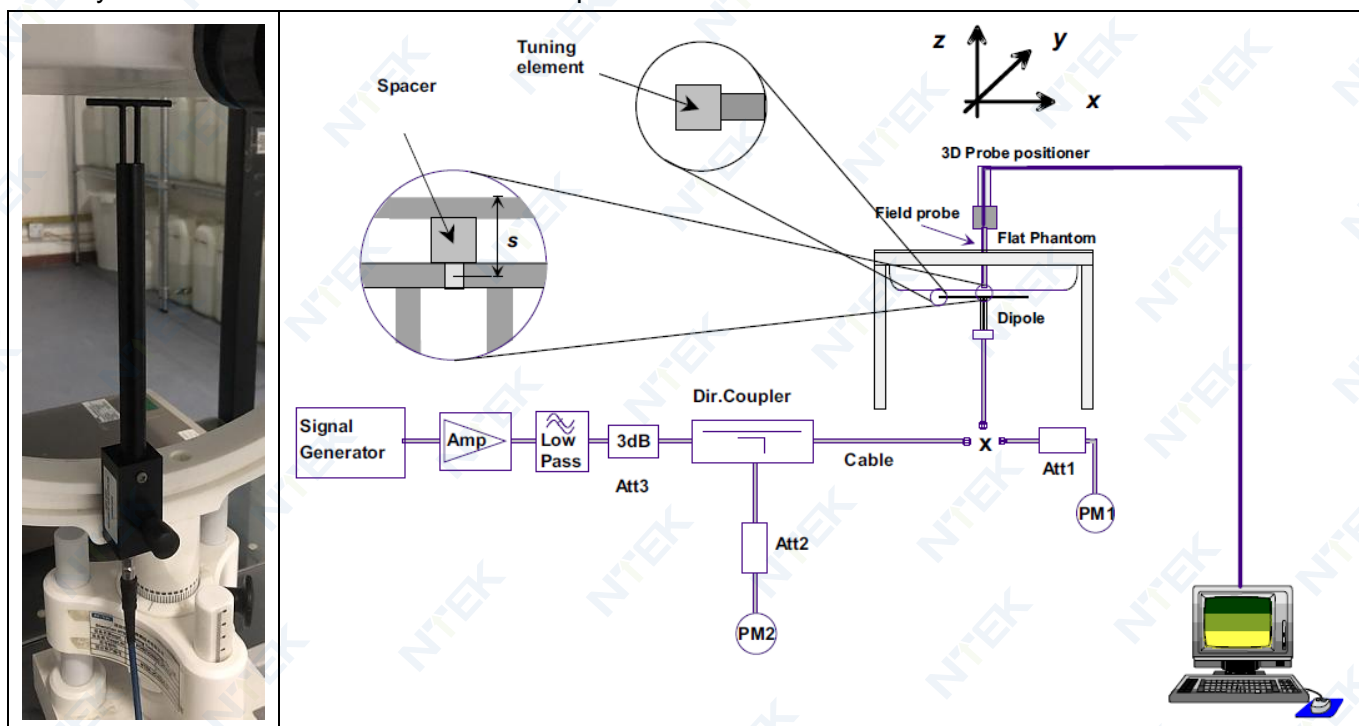 Tuning
element
Spacer
s
z
y
x
3D Probe positioner
Field probe
Flat Phantom
Dipole
Signal
Generator
Amp
Low
Pass
3dB
Att3
Dir.Coupler
Cable
X
Att1
PM1
Att2
PM2
NTEK